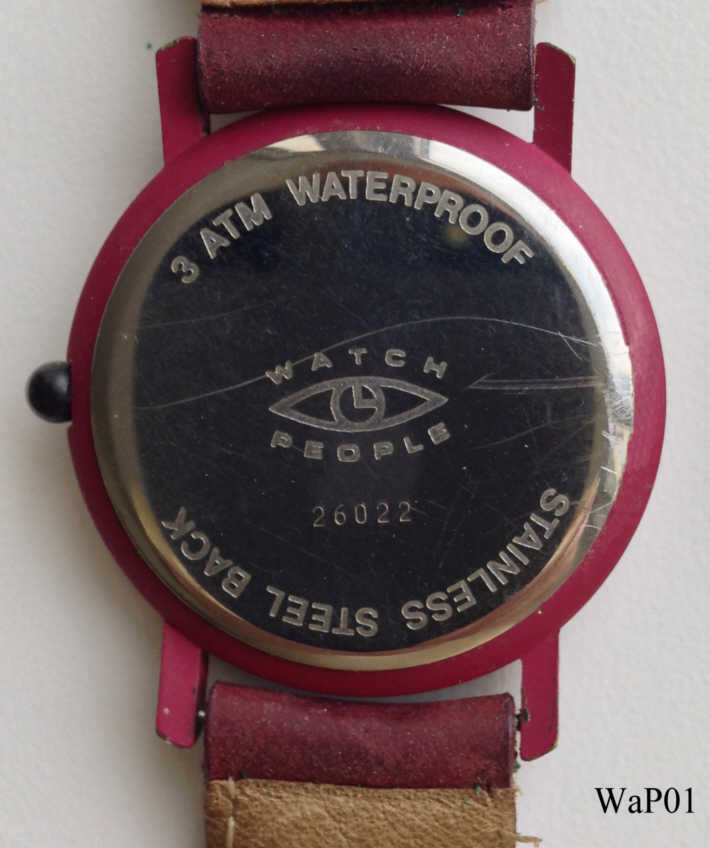 3 ATM WATERPROOF
WATCH
PEOPLE
26022
STAINLESS STEEL BACK
WaP01